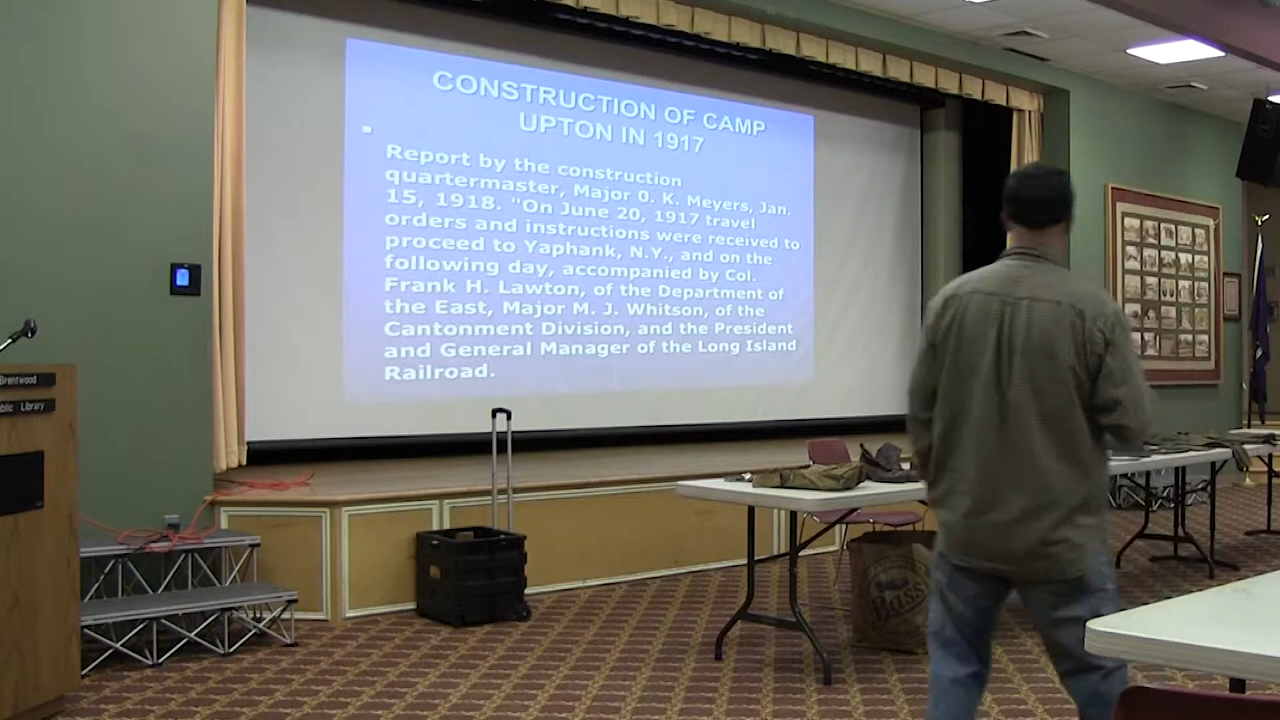 CONSTRUCTION OF CAMP
UPTON IN 1917
Report by the construction
quartermaster, Major O. K. Meyers, Jan.
15, 1918. "On June 20, 1917 travel
orders and instructions were received to
proceed to Yaphank, N.Y., and on the
following day, accompanied by Col.
Frank H. Lawton, of the Department of
the East, Major M. J. Whitson, of the
Cantonment Division, and the President
and General Manager of the Long Island
Railroad.
Brentwood
blic Library
Bass